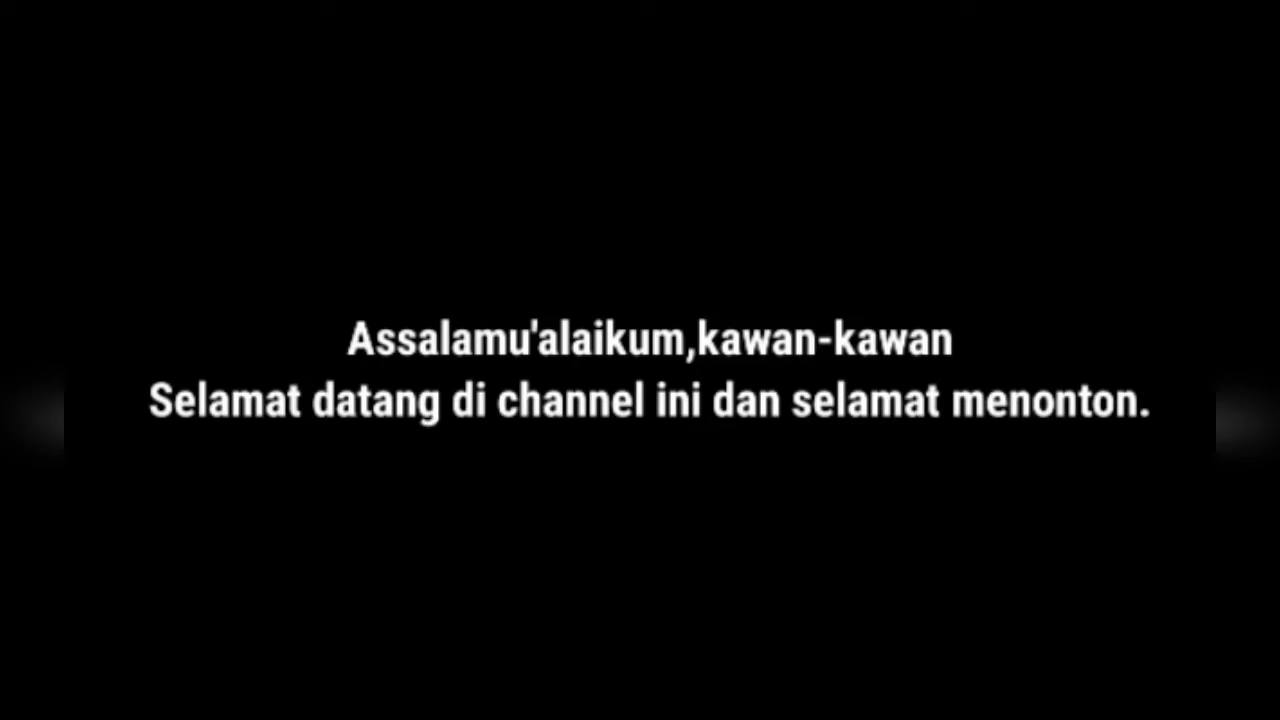 Assalamu'alaikum,kawan-kawan
Selamat datang di channel ini dan selamat menonton.